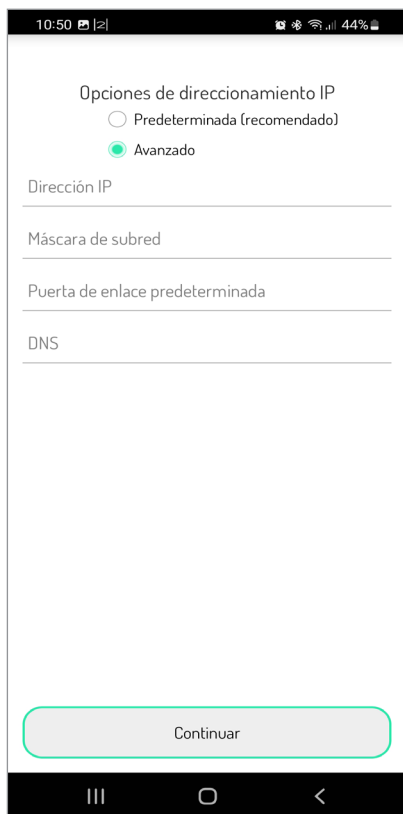 10:50 |2| 44%
Opciones de direccionamiento IP
Predeterminada (recomendado)
Avanzado
Dirección IP
Máscara de subred
Puerta de enlace predeterminada
DNS
Continuar